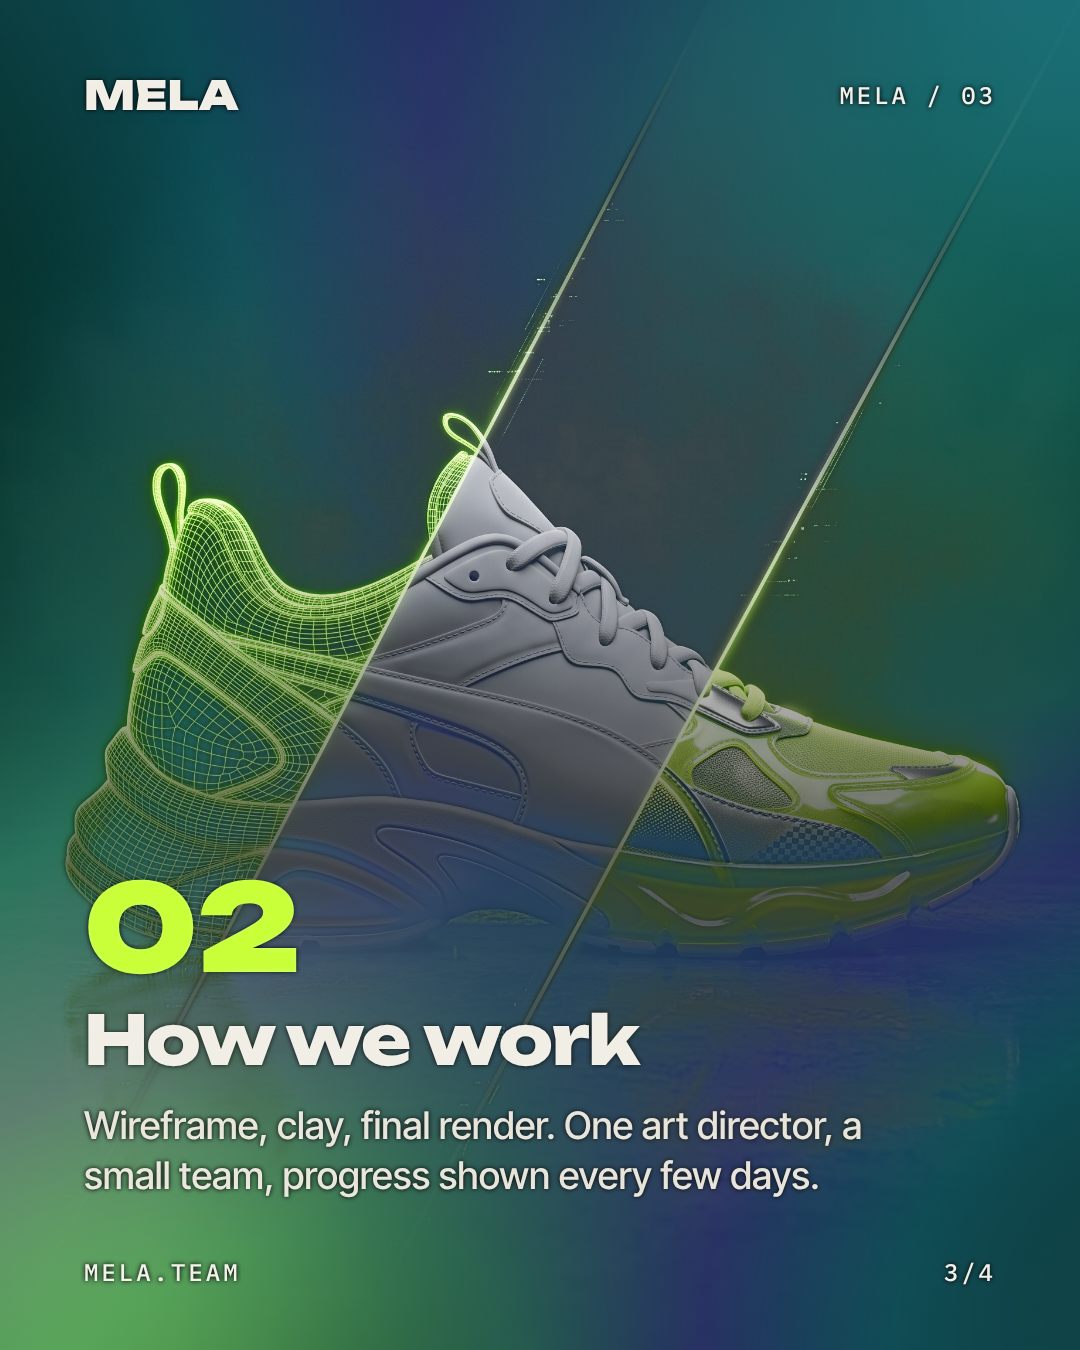 MELA
MELA / 03
02
How we work
Wireframe, clay, final render. One art director, a
small team, progress shown every few days.
MELA.TEAM
3/4